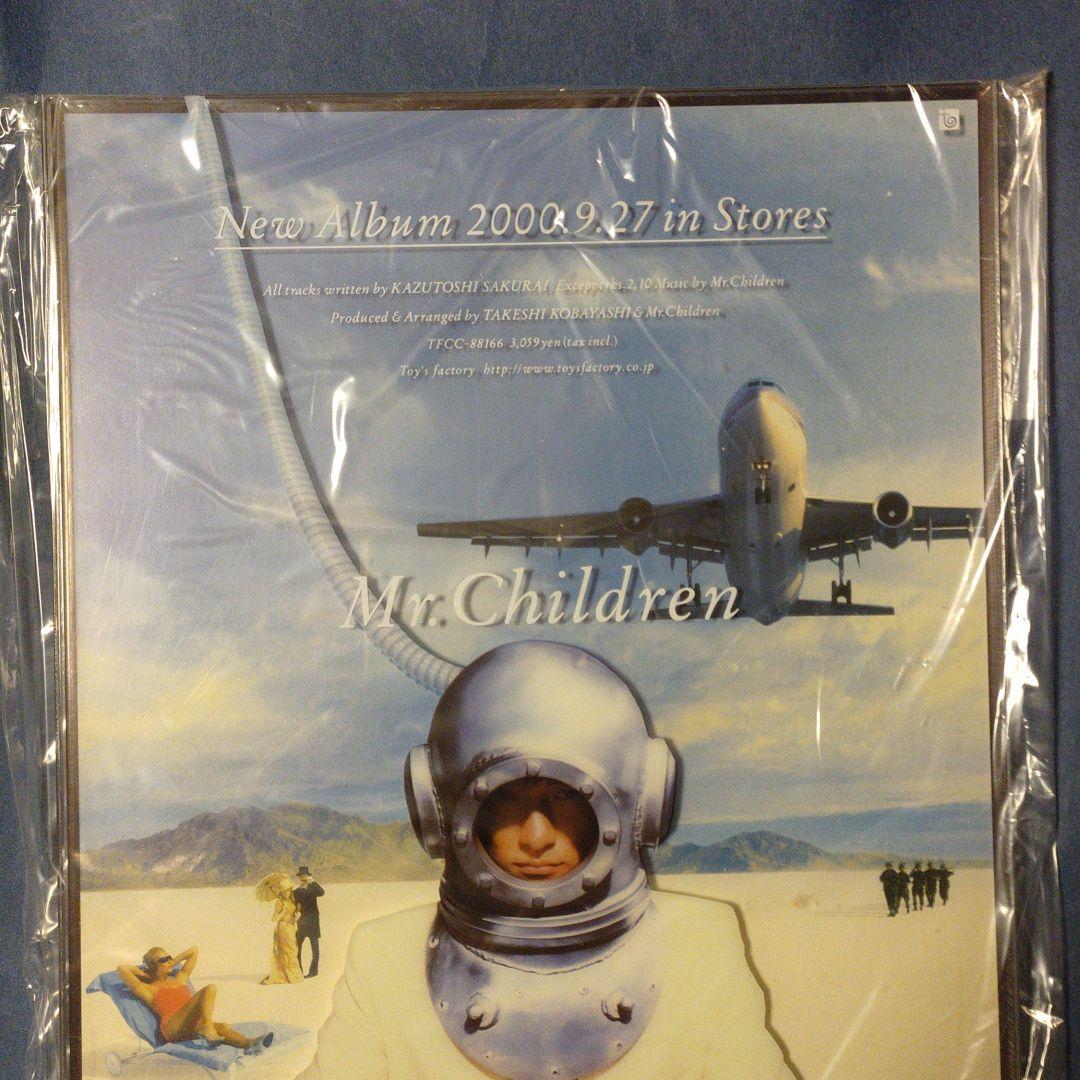 New Album 2000.9.27 in Stores
All tracks written by KAZUTOSHI SAKURAI Except trks.2,10 Music by Mr.Children
Produced & Arranged by TAKESHI KOBAYASHI & Mr.Children
TFCC-88166 3,059yen(tax incl.)
Toy's factory http://www.toysfactory.co.jp
Mr.Children